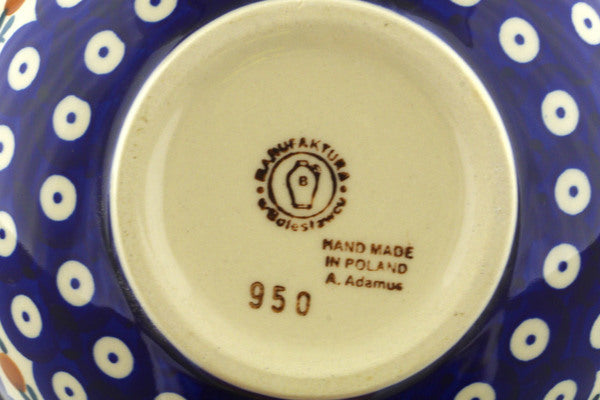 MANUFAKTURA
w Bolesławcu
B
HAND MADE
IN POLAND
A. Adamus
950